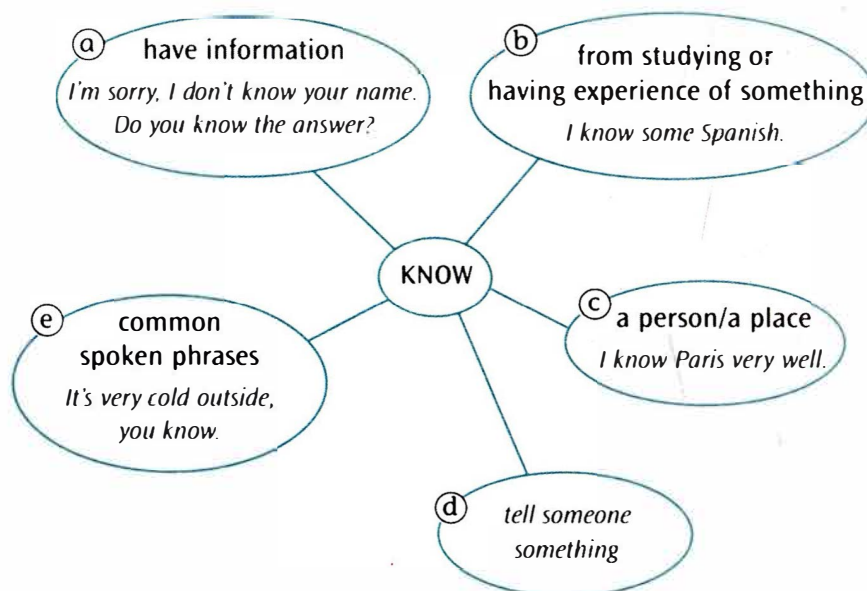 a
have information
I'm sorry, I don't know your name.
Do you know the answer?
b
from studying or
having experience of something
I know some Spanish.
KNOW
c
a person/a place
I know Paris very well.
e
common
spoken phrases
It's very cold outside,
you know.
d
tell someone
something